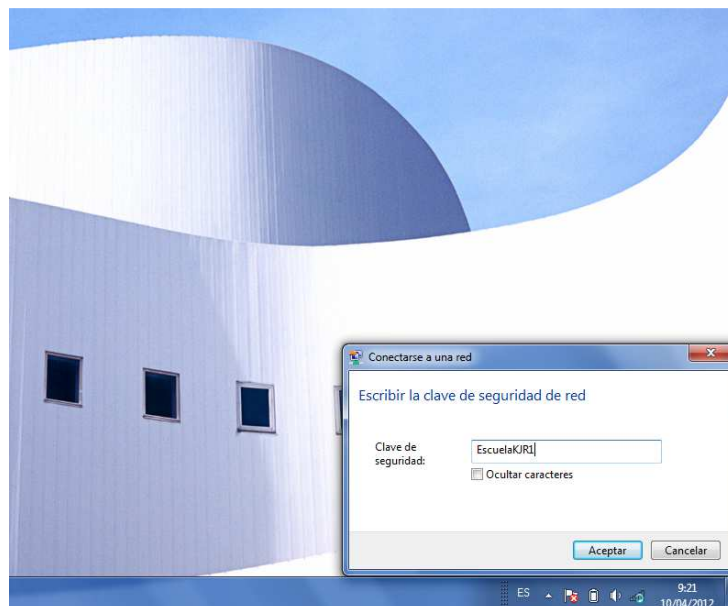 Conectarse a una red
Escribir la clave de seguridad de red
Clave de
seguridad:
EscuelaKJR1
Ocultar caracteres
Aceptar
Cancelar
ES
9:21
10/04/2012